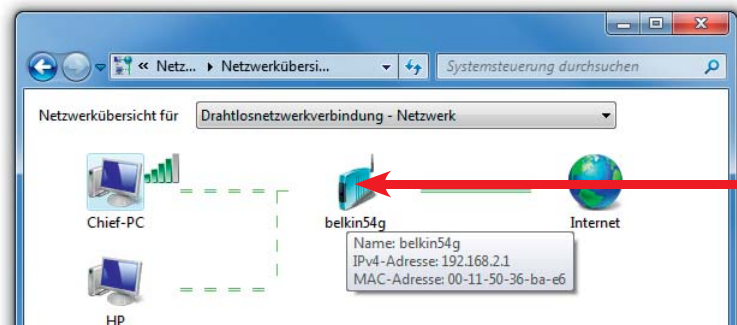 « Netz... Netzwerkübersi... Systemsteuerung durchsuchen
Netzwerkübersicht für Drahtlosnetzwerkverbindung - Netzwerk
Chief-PC belkin54g Internet
Name: belkin54g
IPv4-Adresse: 192.168.2.1
MAC-Adresse: 00-11-50-36-ba-e6
HP